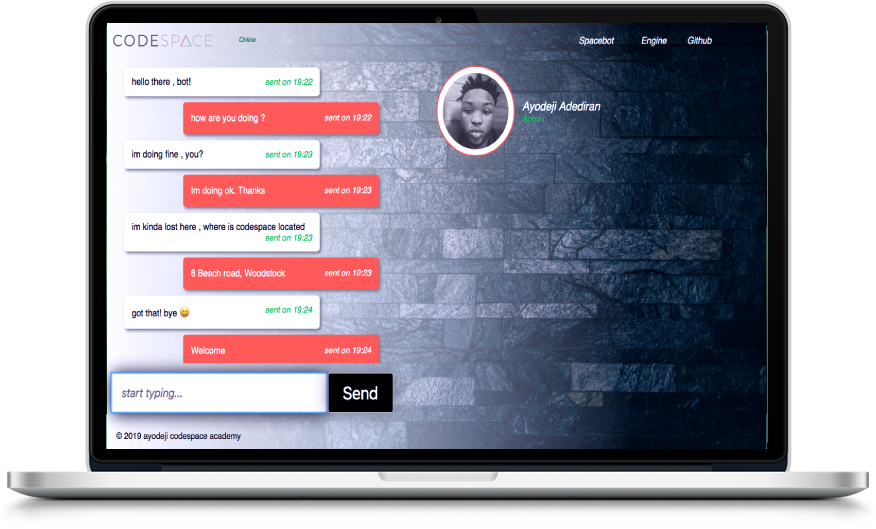 CODESPACE
Online
Spacebot Engine Github
hello there , bot! sent on 19:22
how are you doing ? sent on 19:22
im doing fine , you? sent on 19:23
Im doing ok. Thanks sent on 19:23
im kinda lost here , where is codespace located
sent on 19:23
6 Beach road, Woodstock sent on 19:23
got that! bye 😀 sent on 19:24
Welcome sent on 19:24
start typing...
Send
Ayodeji Adediran
Admin
© 2019 ayodeji codespace academy